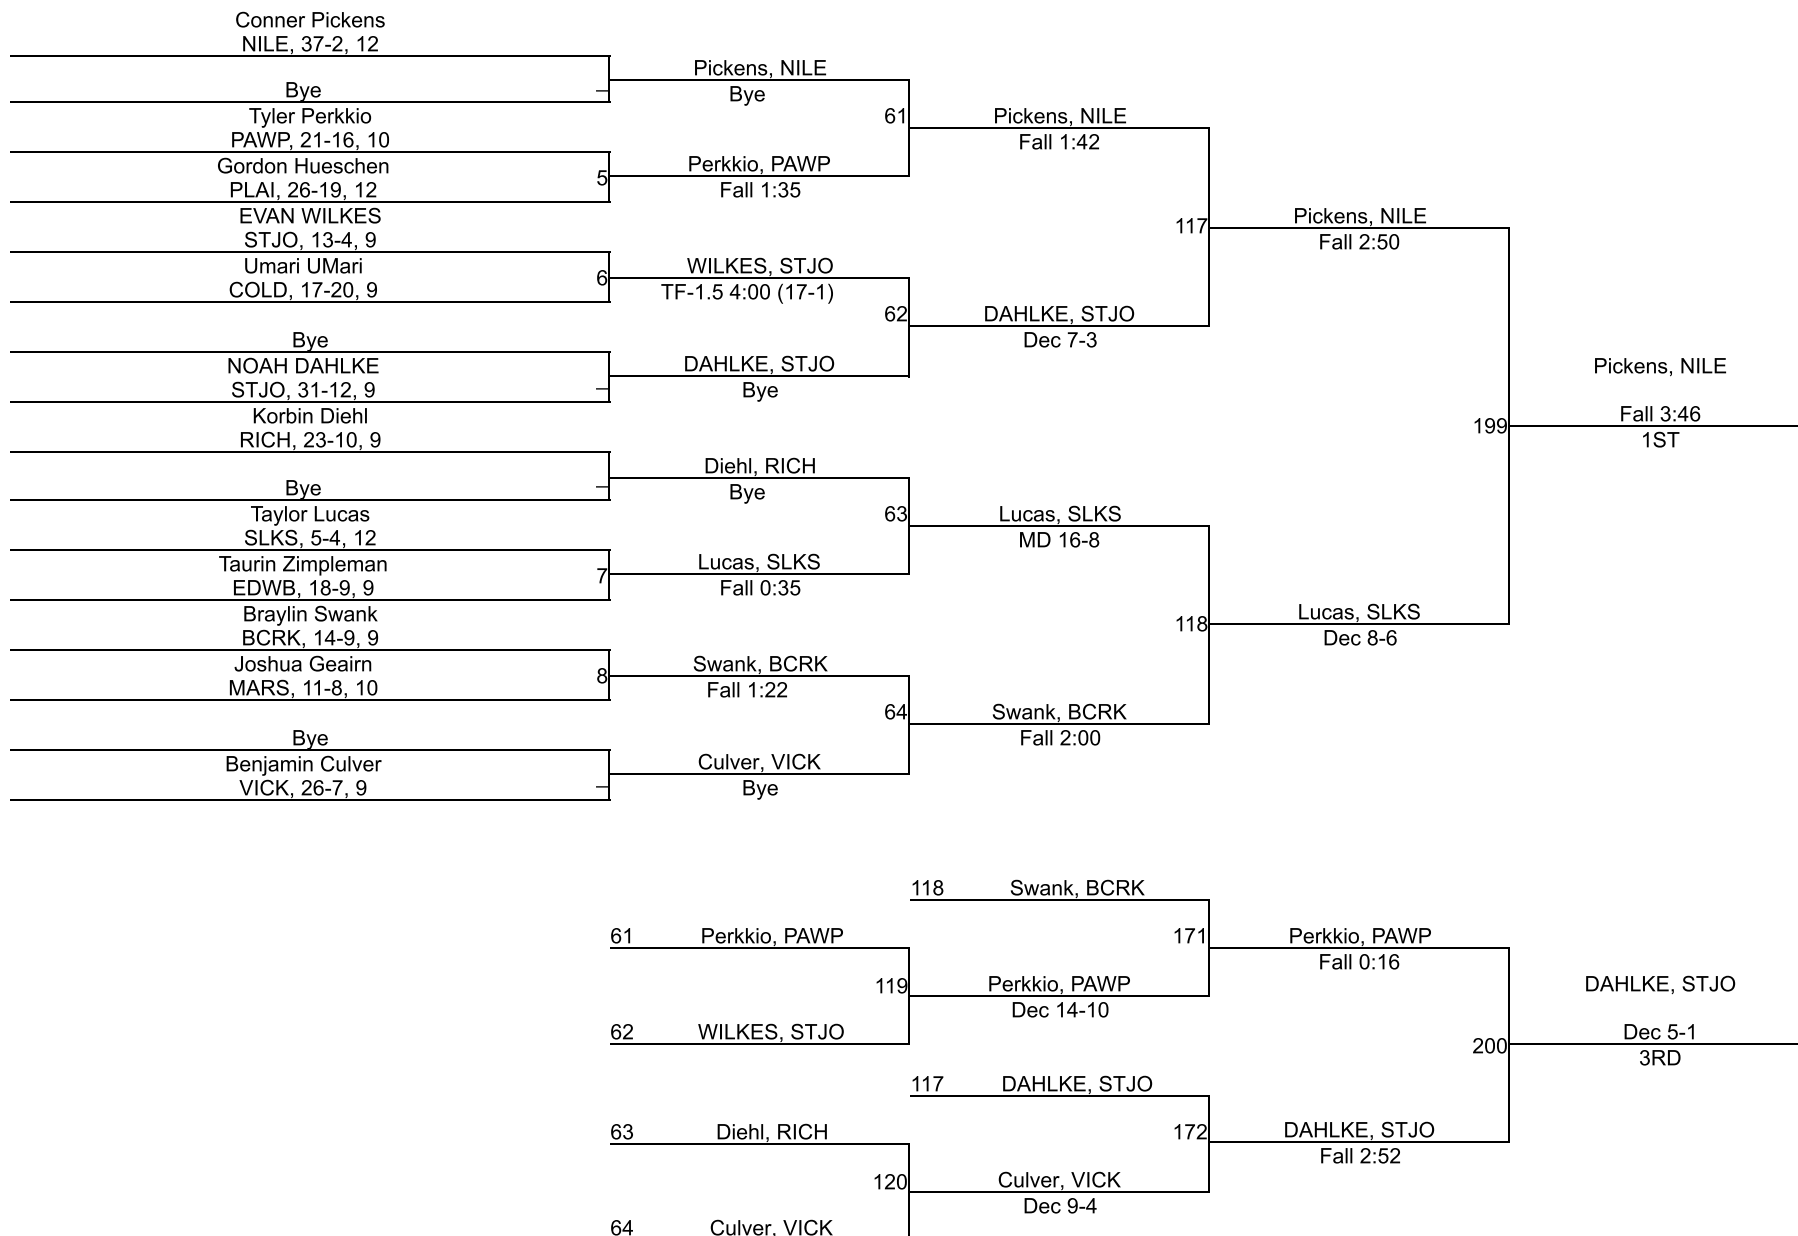 Conner Pickens
NILE, 37-2, 12
Bye
Tyler Perkkio
PAWP, 21-16, 10
Gordon Hueschen
PLAI, 26-19, 12
5
EVAN WILKES
STJO, 13-4, 9
Umari UMari
COLD, 17-20, 9
6
Bye
NOAH DAHLKE
STJO, 31-12, 9
Korbin Diehl
RICH, 23-10, 9
Bye
Taylor Lucas
SLKS, 5-4, 12
Taurin Zimpleman
EDWB, 18-9, 9
7
Braylin Swank
BCRK, 14-9, 9
Joshua Geairn
MARS, 11-8, 10
8
Bye
Benjamin Culver
VICK, 26-7, 9
Pickens, NILE
Bye
61
Perkkio, PAWP
Fall 1:35
WILKES, STJO
TF-1.5 4:00 (17-1)
62
DAHLKE, STJO
Bye
Diehl, RICH
Bye
63
Lucas, SLKS
Fall 0:35
Swank, BCRK
Fall 1:22
64
Culver, VICK
Bye
Pickens, NILE
Fall 1:42
117
DAHLKE, STJO
Dec 7-3
Lucas, SLKS
MD 16-8
118
Swank, BCRK
Fall 2:00
Pickens, NILE
Fall 2:50
199
Lucas, SLKS
Dec 8-6
Pickens, NILE
Fall 3:46
1ST
118 Swank, BCRK
61 Perkkio, PAWP
171
119
Perkkio, PAWP
Dec 14-10
62 WILKES, STJO
117 DAHLKE, STJO
63 Diehl, RICH
172
120
Culver, VICK
Dec 9-4
64 Culver, VICK
Perkkio, PAWP
Fall 0:16
200
DAHLKE, STJO
Fall 2:52
DAHLKE, STJO
Dec 5-1
3RD